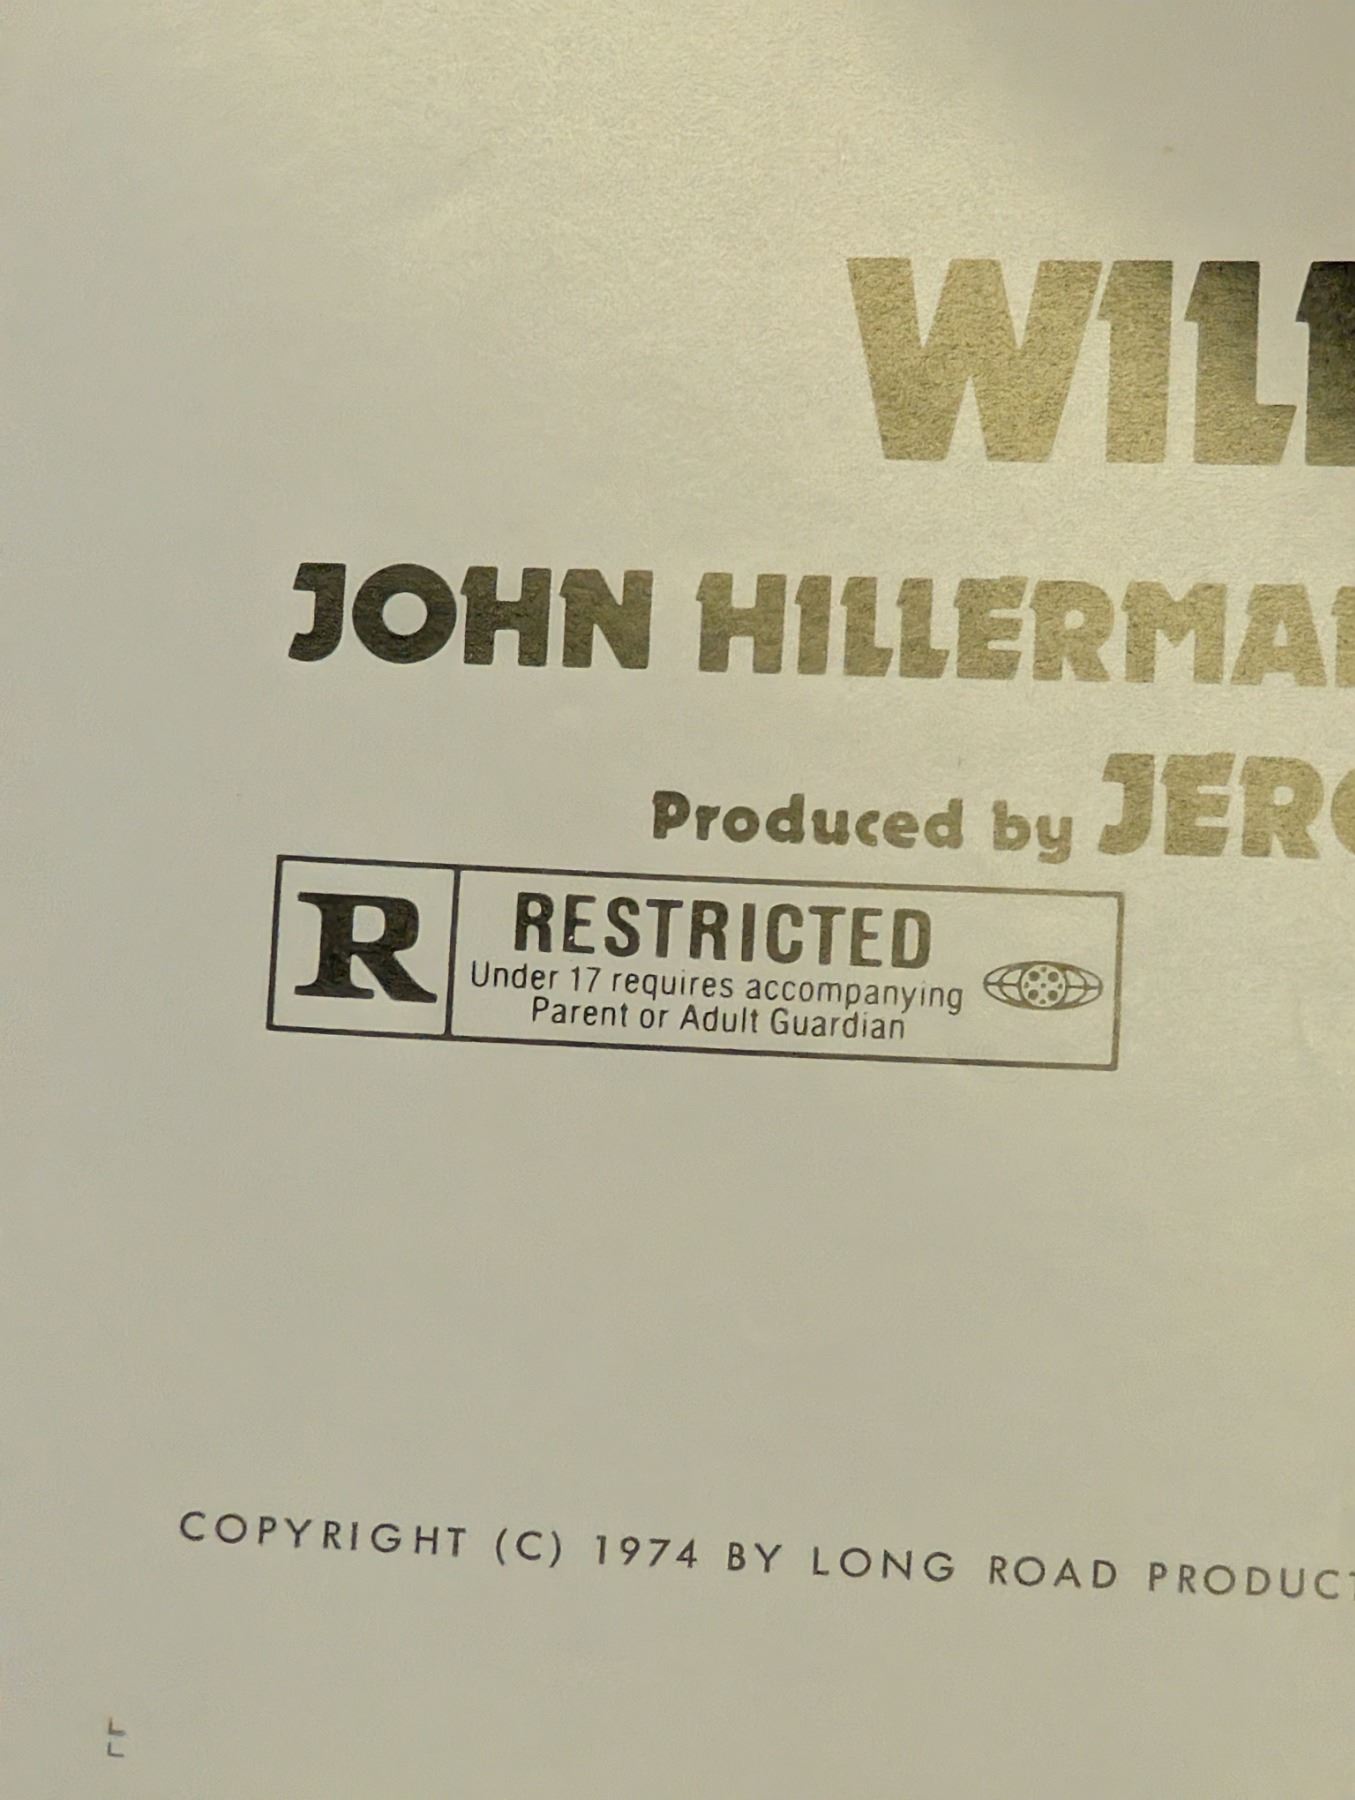 WIL
JOHN HILLERMA
Produced by JER
R RESTRICTED
Under 17 requires accompanying
Parent or Adult Guardian
COPYRIGHT (C) 1974 BY LONG ROAD PRODUCT
L
L